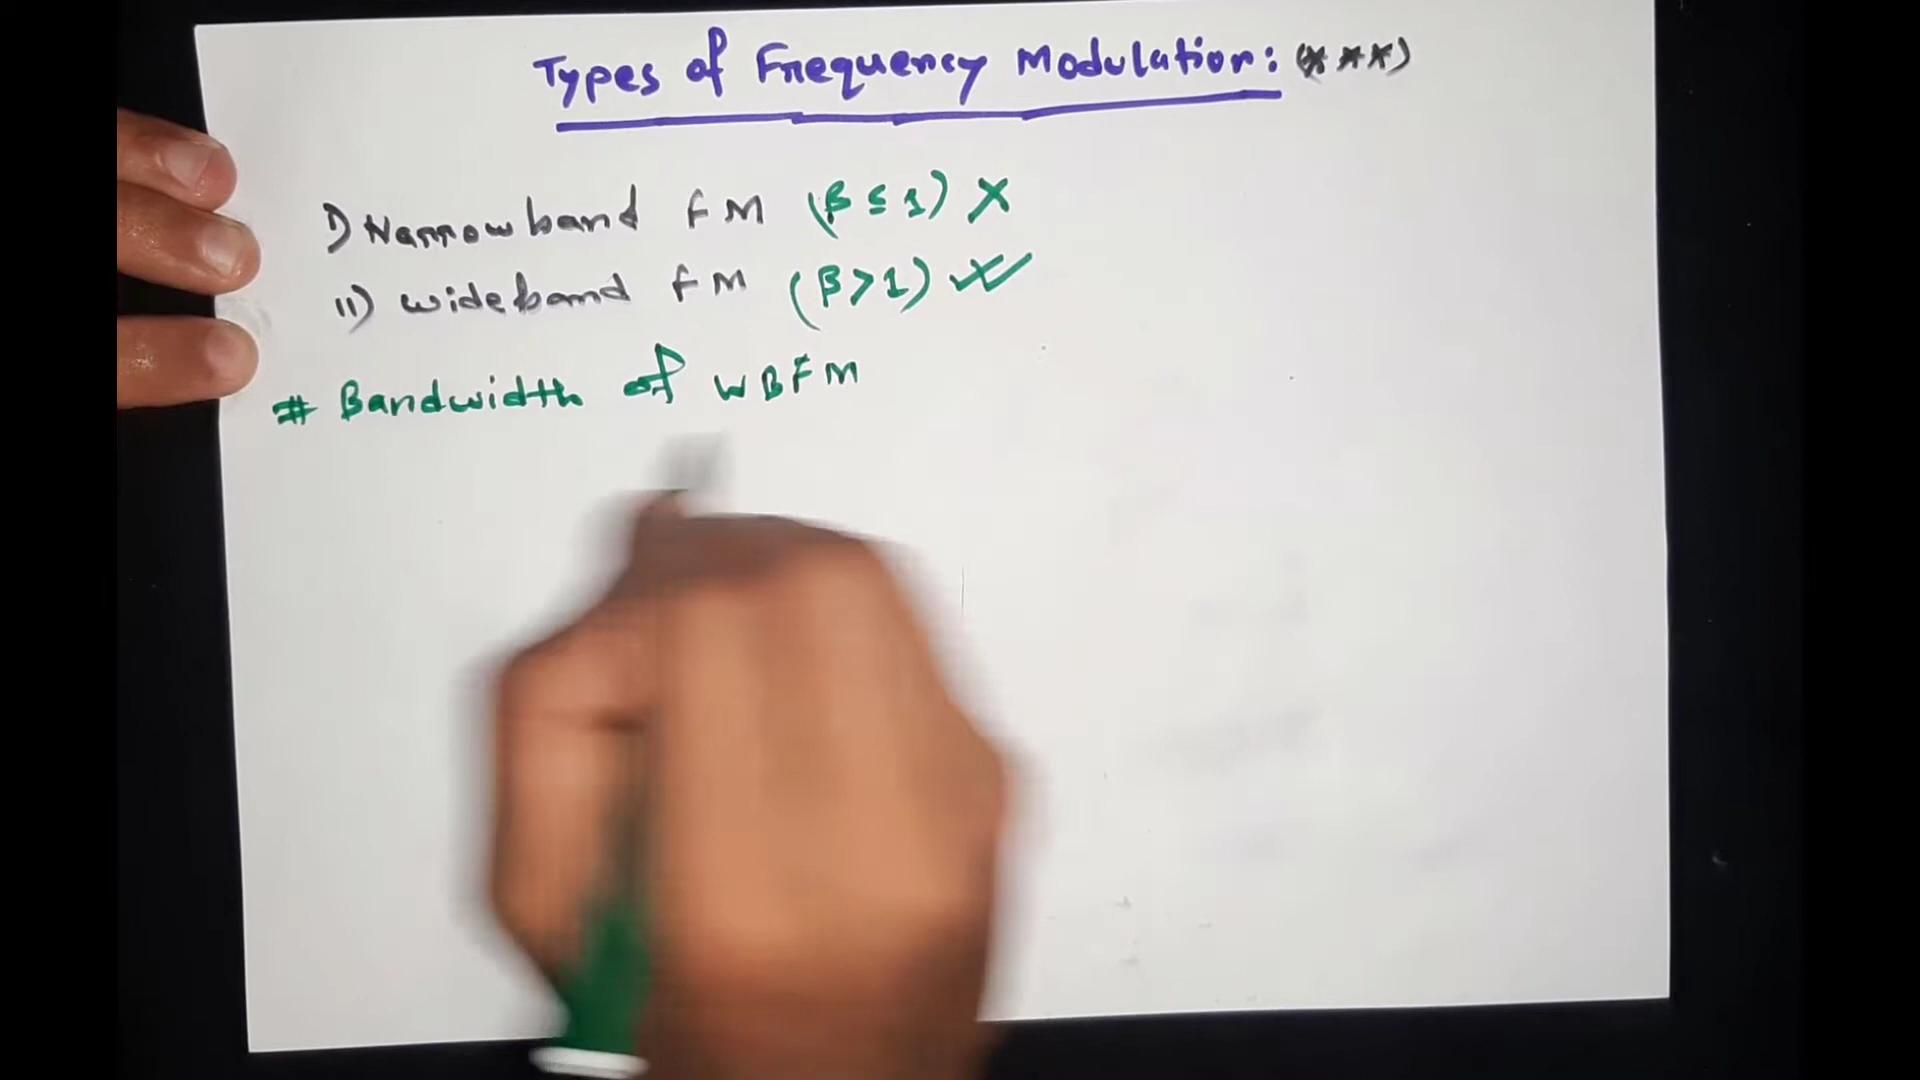 Types of Frequency Modulation: (***)
I) Narrowband FM (β ≤ 1) ✗
II) wideband FM (β > 1) ✓
# Bandwidth of WBFM